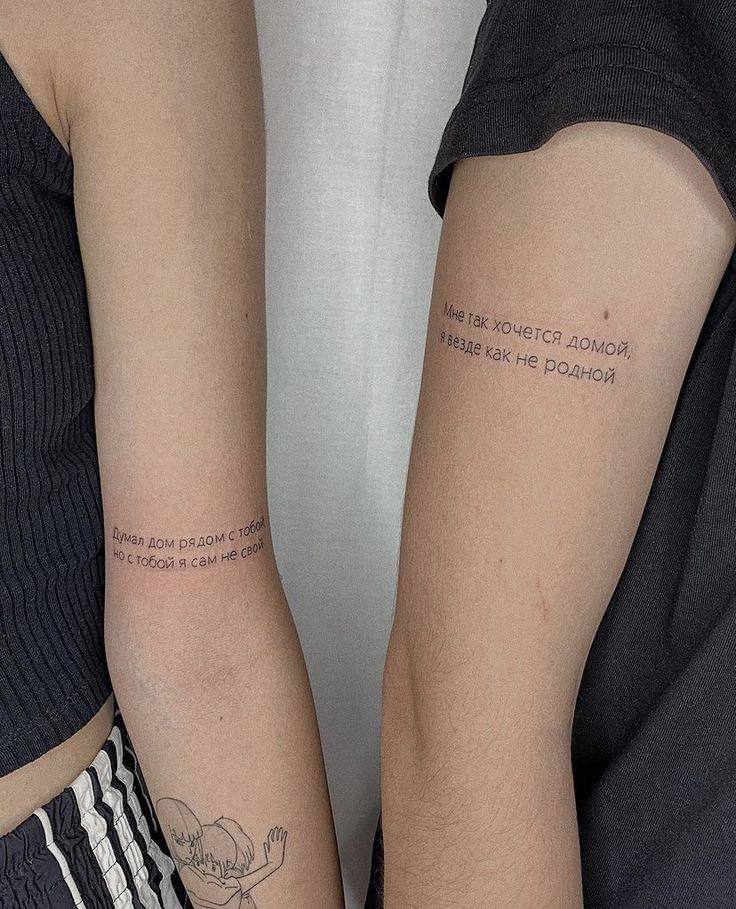 Мне так хочется домой,
я везде как не родной
Думал дом рядом с тобой,
но с тобой я сам не свой